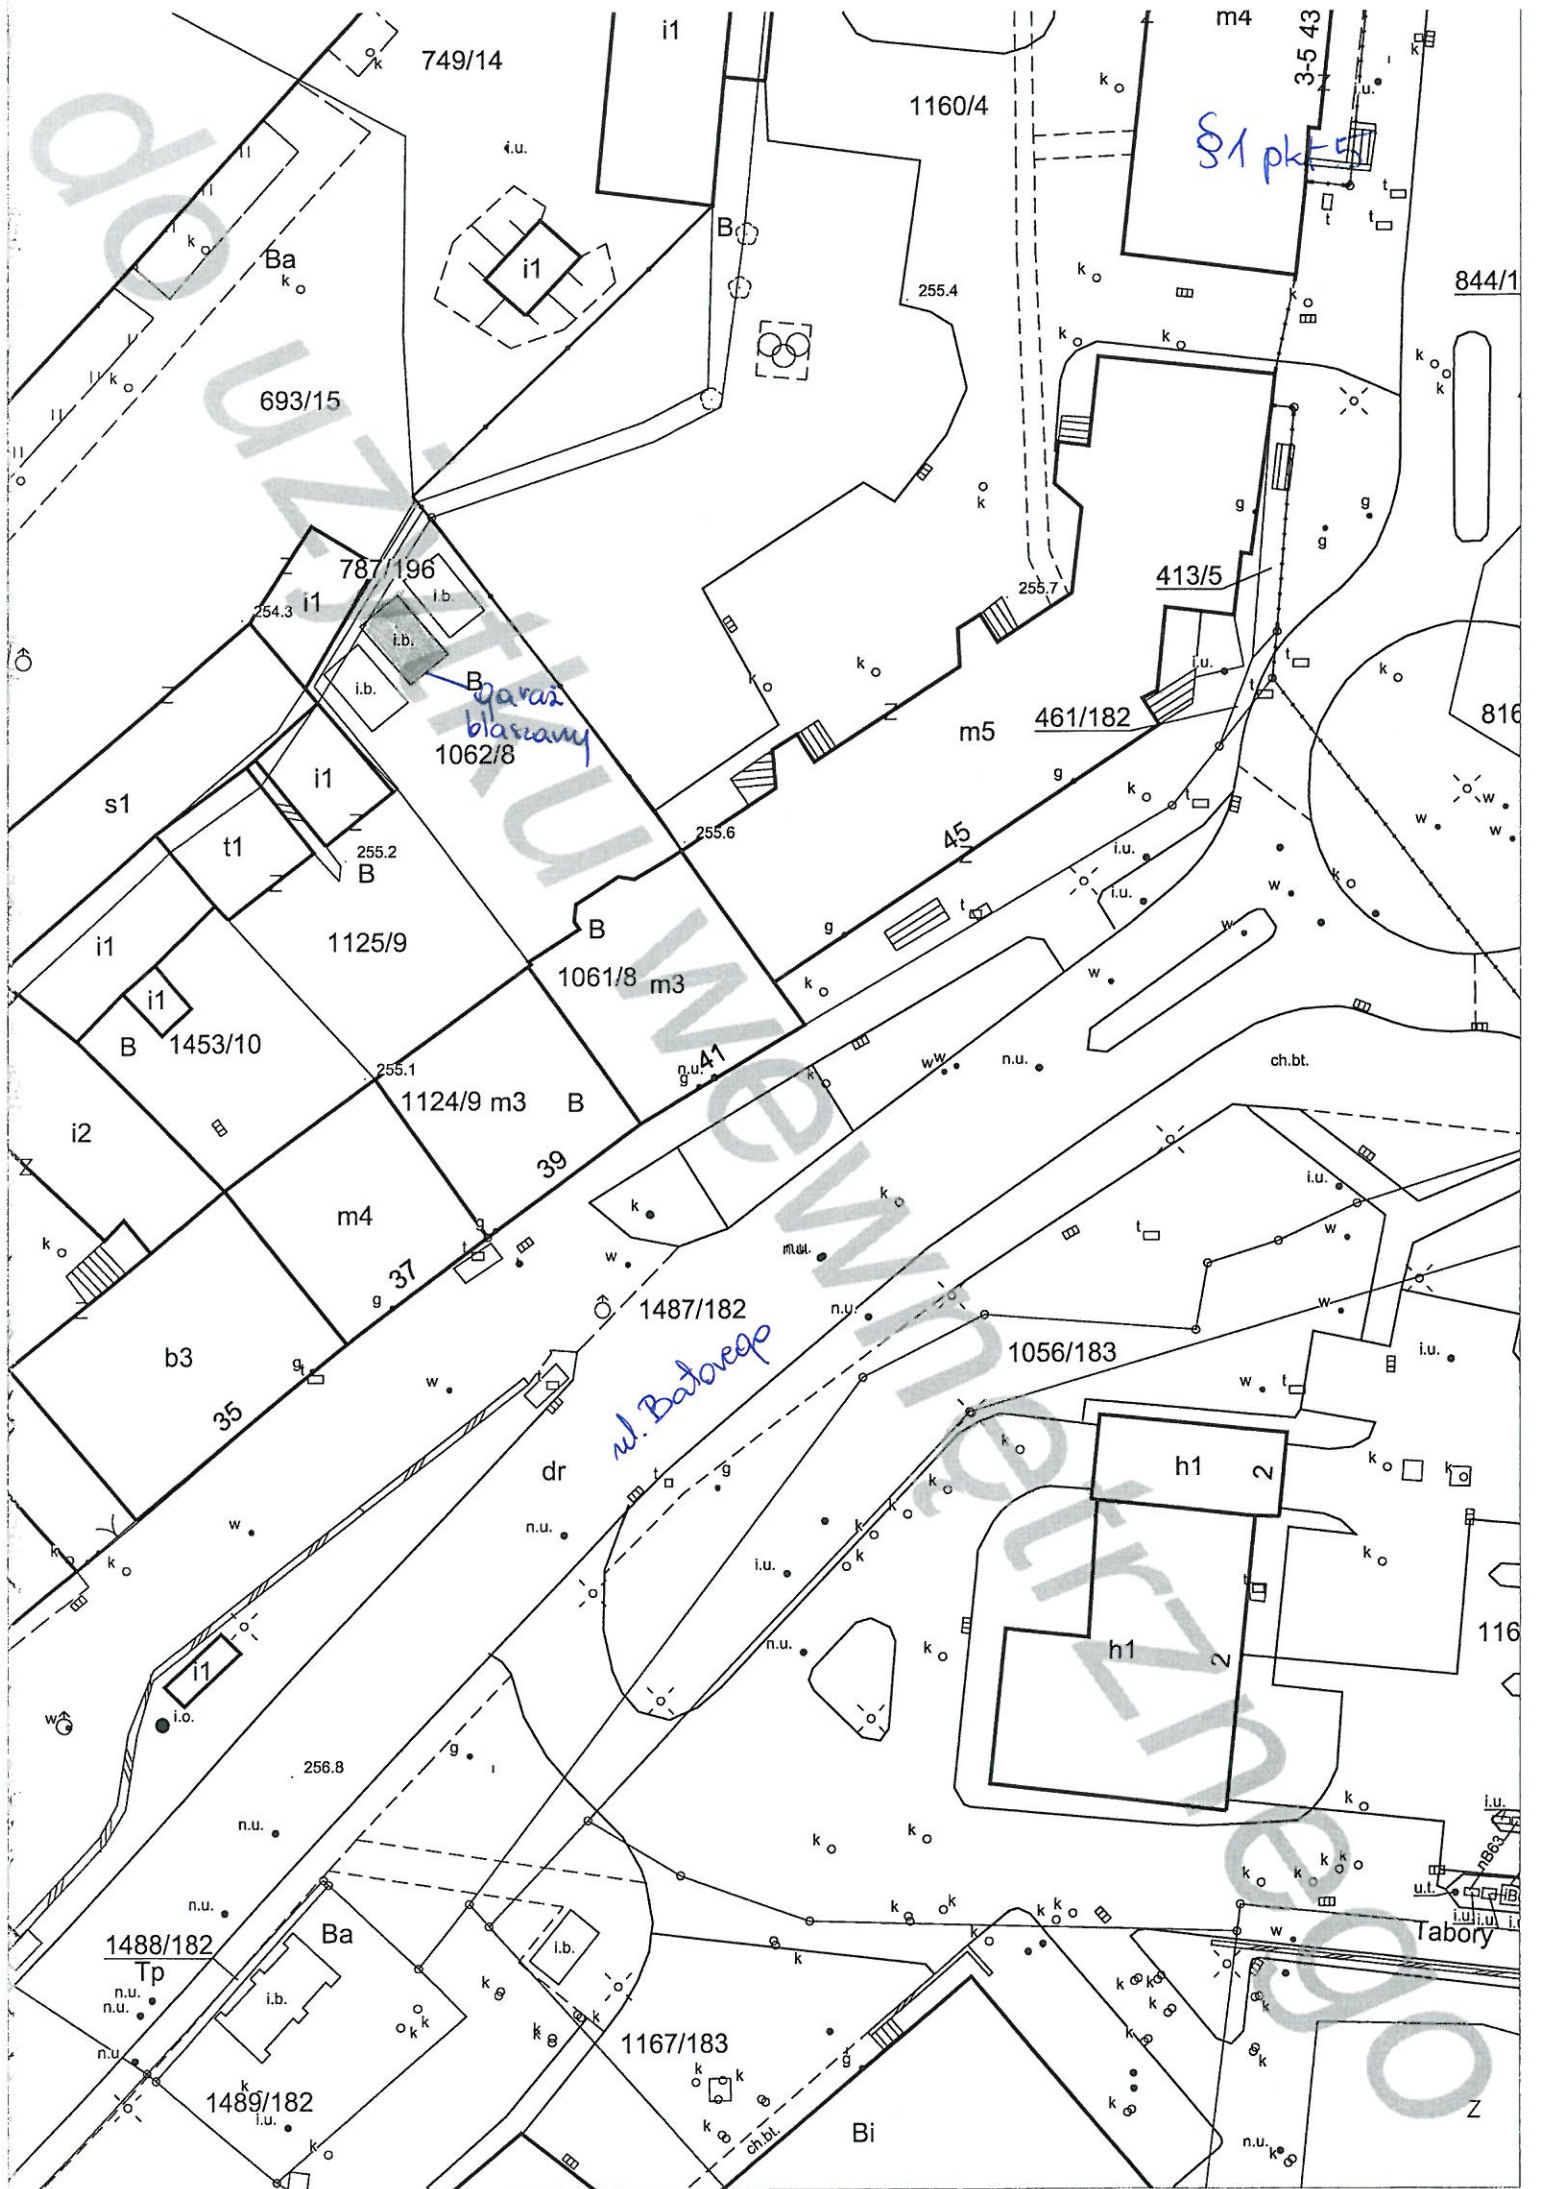 i1
m4
3-5 43
k
749/14
1160/4
k
k
i.u.
k
i.u.
§1 pkt 5
t
t
t
B
Ba
k
i1
k
k
255.4
844/1
k
k
k
k
k
k
693/15
k
g
g
g
787/196
i.b.
413/5
255.7
254.3
i1
i.b.
i.b.
B
garaż
blaszany
k
k
i.u.
t
t
k
461/182
816
m5
1062/8
i1
s1
g
k
t
w
w
w
t1
255.2
B
255.6
45
i.u.
i.u.
w
k
i1
1125/9
B
g
t
w
1061/8 m3
k
w
i1
B
1453/10
255.1
n.u.
g
41
k
w
w
n.u.
ch.bt.
1124/9 m3
B
i2
39
k
k
i.u.
m4
k
g
t
w
t
w
37
g
1487/182
n.u.
w
b3
g
t
1056/183
i.u.
w
w
t
35
ul. Batorego
dr
k
h1
2
k
k
t
g
k
w
n.u.
k
k
k
k
k
i.u.
k
t
n.u.
k
h1
2
116
i1
w
i.o.
g
256.8
k
i.u.
n.u.
k
k
nB63
k
k
k
k
u.t.
n.u.
i.u.
i.u.
Ba
k
k
k
k
k
w
Tabory
1488/182
Tp
i.b.
i.b.
k
n.u.
n.u.
k
k
k
k
k
k
k
n.u.
1167/183
g
k
k
k
1489/182
k
i.u.
k
ch.bt.
Bi
k
n.u.
k
Z
do użytku wewnętrznego